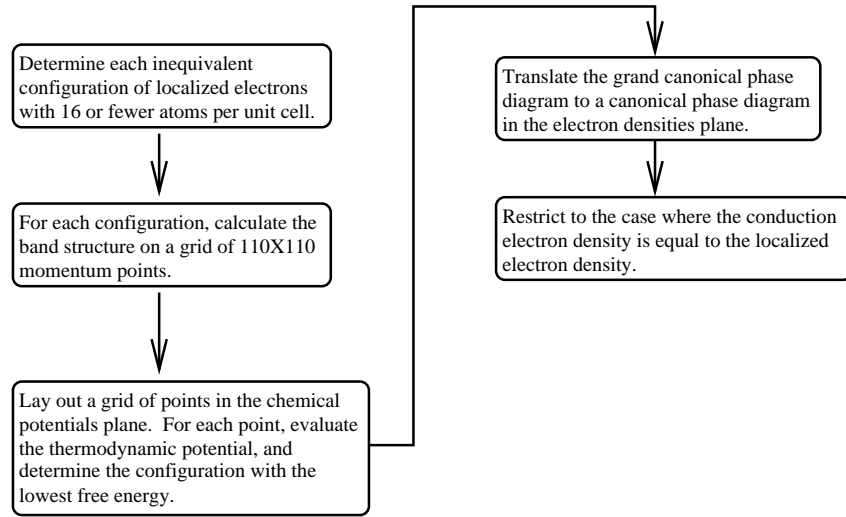 Determine each inequivalent
configuration of localized electrons
with 16 or fewer atoms per unit cell.
For each configuration, calculate the
band structure on a grid of 110X110
momentum points.
Lay out a grid of points in the chemical
potentials plane.  For each point, evaluate
the thermodynamic potential, and
determine the configuration with the
lowest free energy.
Translate the grand canonical phase
diagram to a canonical phase diagram
in the electron densities plane.
Restrict to the case where the conduction
electron density is equal to the localized
electron density.